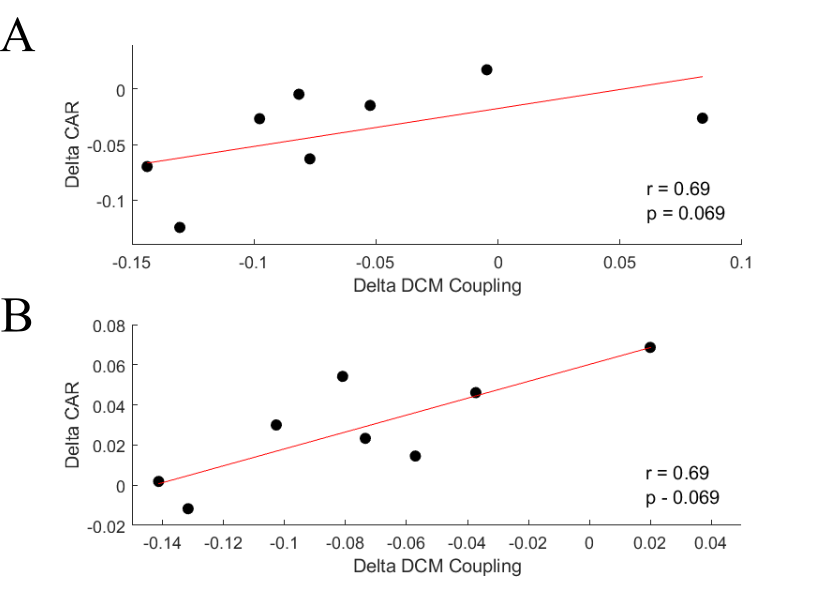 A
0
-0.05
-0.1
Delta CAR
r = 0.69
p = 0.069
-0.15 -0.1 -0.05 0 0.05 0.1
Delta DCM Coupling
B
0.08
0.06
0.04
0.02
0
-0.02
Delta CAR
r = 0.69
p - 0.069
-0.14 -0.12 -0.1 -0.08 -0.06 -0.04 -0.02 0 0.02 0.04
Delta DCM Coupling